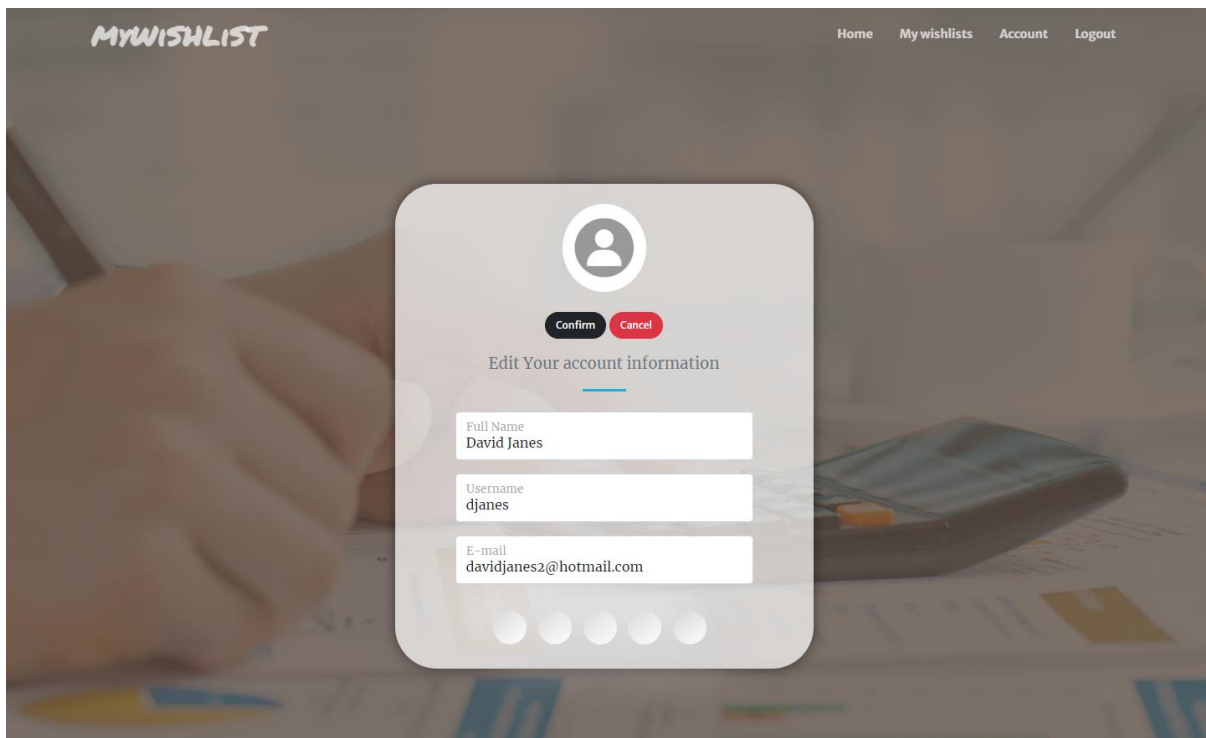 MYWISHLIST
Home My wishlists Account Logout
Confirm Cancel
Edit Your account information
Full Name
David Janes
Username
djanes
E-mail
davidjanes2@hotmail.com